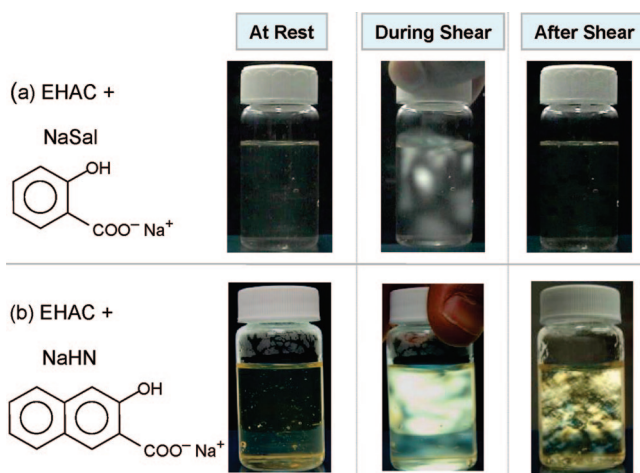 At Rest
During Shear
After Shear
(a) EHAC +
NaSal
OH
COO⁻ Na⁺
(b) EHAC +
NaHN
OH
COO⁻ Na⁺